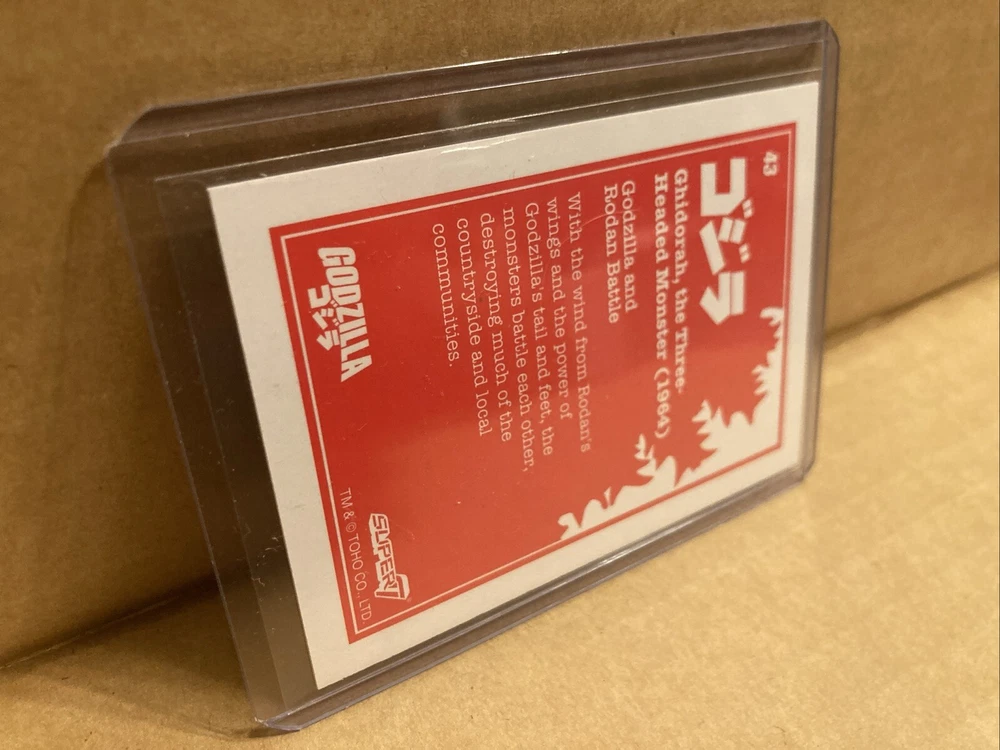 43
ゴジラ
Ghidorah, the Three-
Headed Monster (1964)
Godzilla and
Rodan Battle
With the wind from Rodan's
wings and the power of
Godzilla's tail and feet, the
monsters battle each other,
destroying much of the
countryside and local
communities.
GODZILLA
ゴジラ
SUPER7
TM & © TOHO CO., LTD.